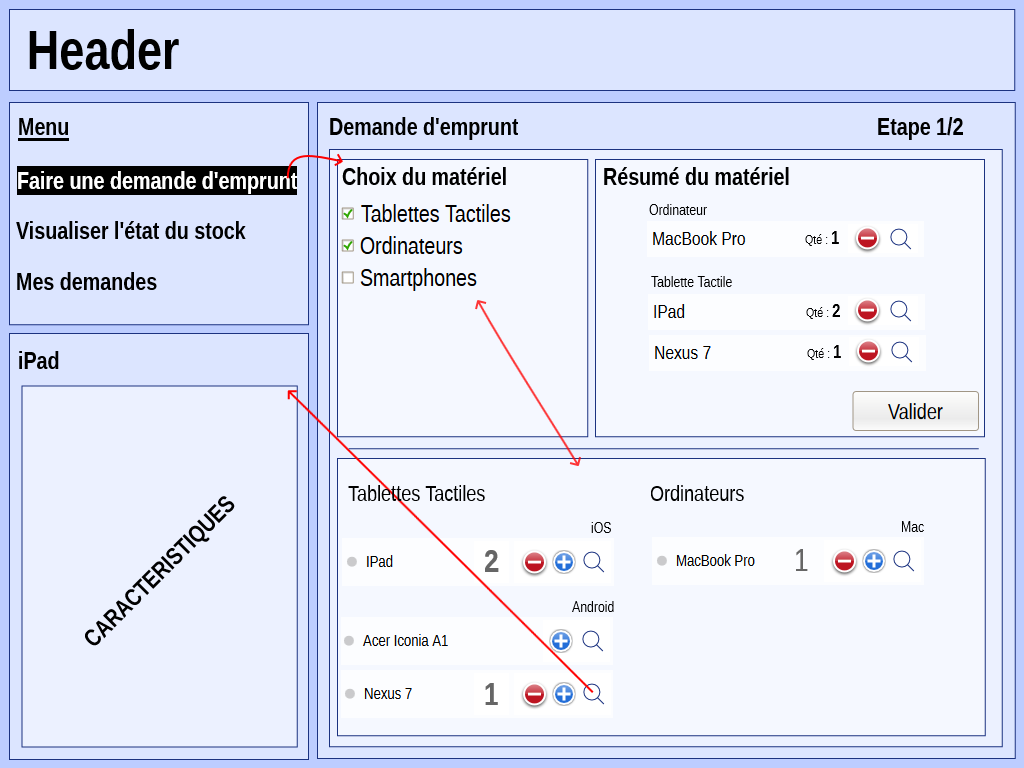 Header
Menu
Faire une demande d'emprunt
Visualiser l'état du stock
Mes demandes
iPad
CARACTERISTIQUES
Demande d'emprunt Etape 1/2
Choix du matériel
Tablettes Tactiles
Ordinateurs
Smartphones
Résumé du matériel
Ordinateur
MacBook Pro Qté : 1
Tablette Tactile
IPad Qté : 2
Nexus 7 Qté : 1
Valider
Tablettes Tactiles
iOS
IPad 2
Android
Acer Iconia A1
Nexus 7 1
Ordinateurs
Mac
MacBook Pro 1